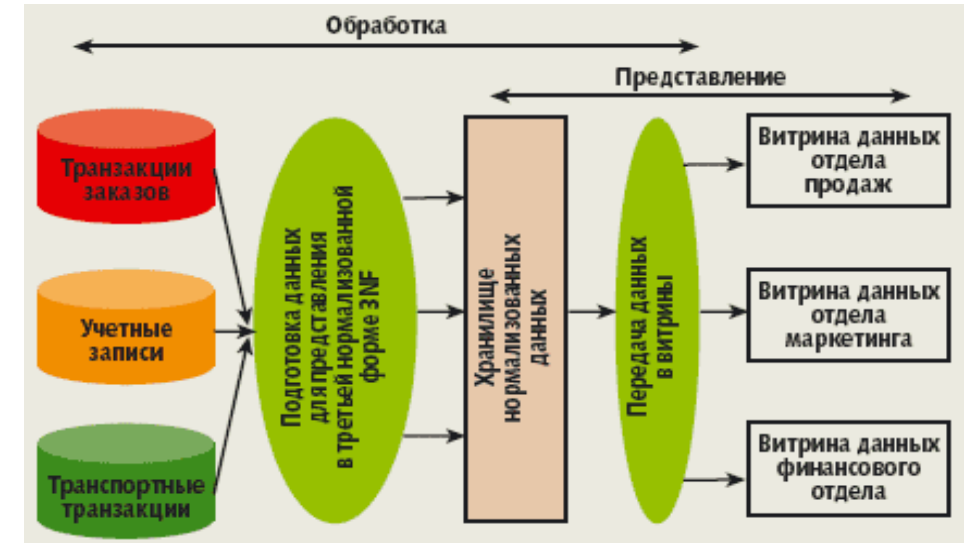 Обработка
Представление
Транзакции
заказов
Учетные
записи
Транспортные
транзакции
Подготовка данных
для представления
в третьей нормализованной
форме 3NF
Хранилище
нормализованных
данных
Передача данных
в витрины
Витрина данных
отдела
продаж
Витрина данных
отдела
маркетинга
Витрина данных
финансового
отдела